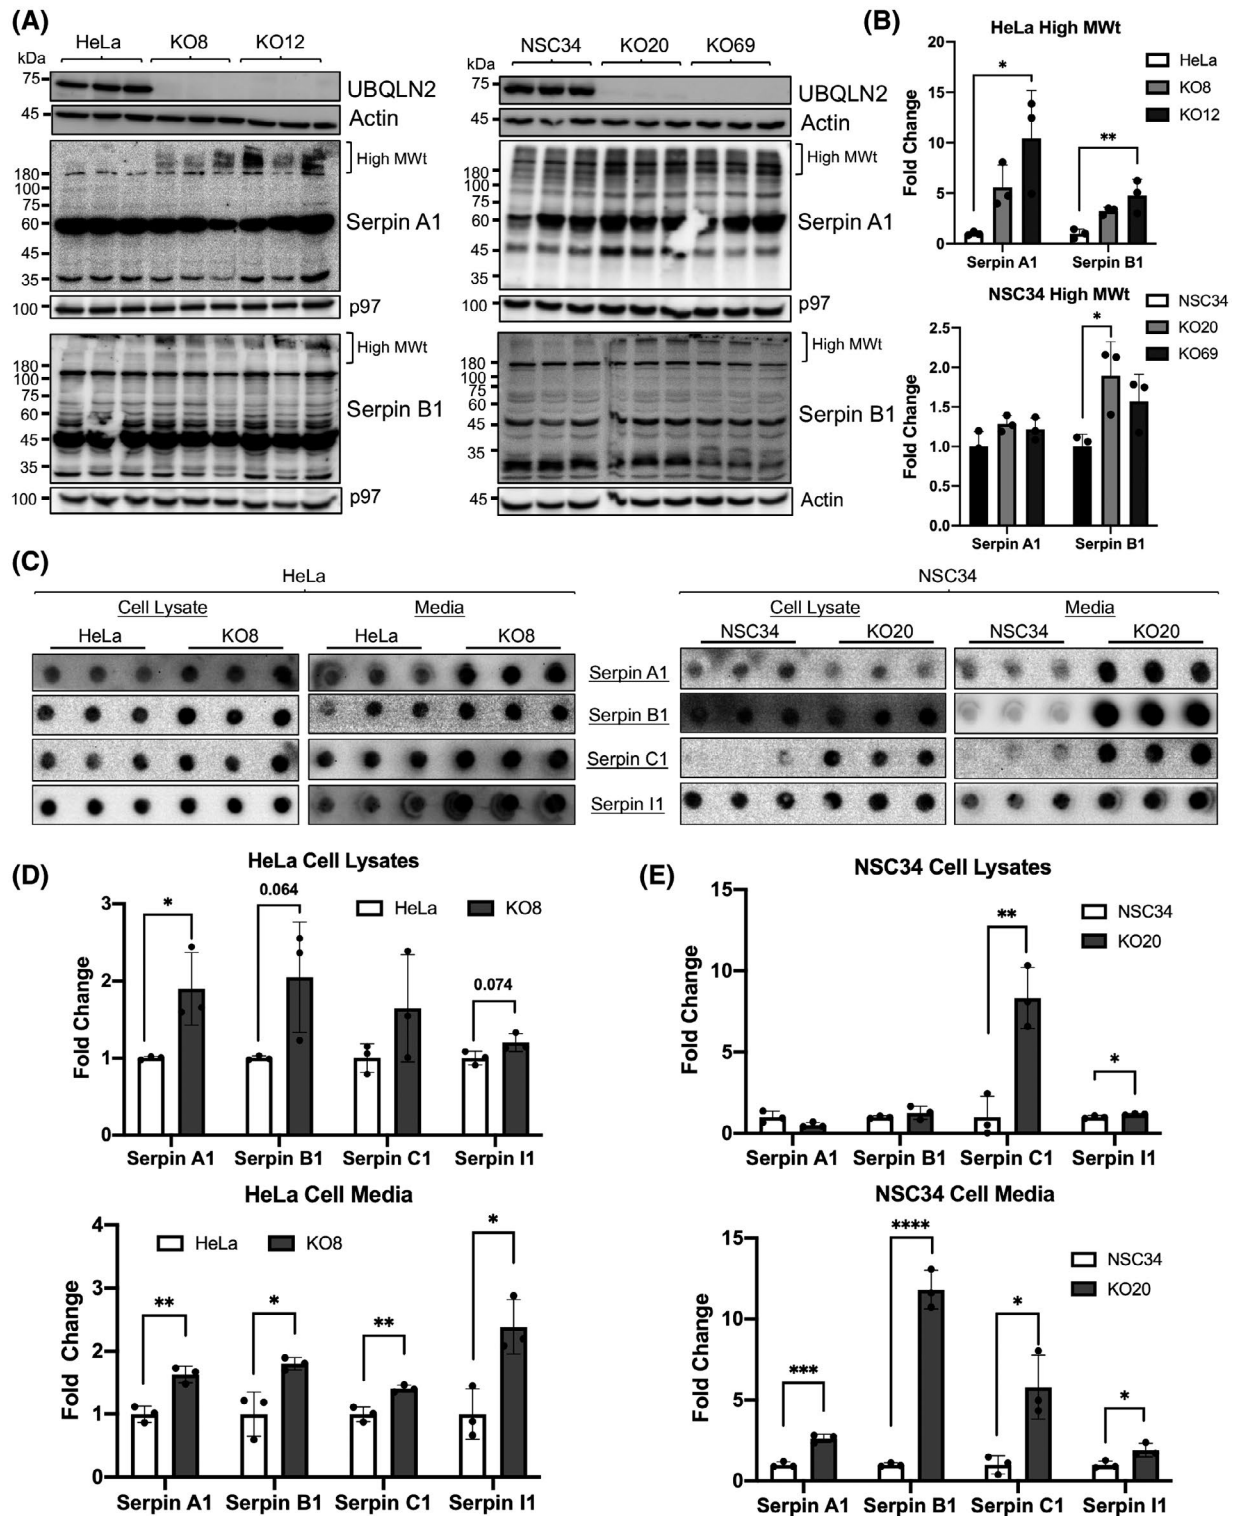 (A)
HeLa KO8 KO12
kDa
75
UBQLN2
45
Actin
High MWt
180
100
75
60
Serpin A1
45
35
100
p97
High MWt
180
100
75
60
Serpin B1
45
35
100
p97
NSC34 KO20 KO69
kDa
75
UBQLN2
45
Actin
High MWt
180
100
75
60
Serpin A1
45
35
100
p97
High MWt
180
100
75
60
Serpin B1
45
35
45
Actin
(B)
HeLa High MWt
Fold Change
20
15
10
5
0
* **
HeLa
KO8
KO12
Serpin A1 Serpin B1
NSC34 High MWt
Fold Change
2.5
2.0
1.5
1.0
0.5
0.0
*
NSC34
KO20
KO69
Serpin A1 Serpin B1
(C)
HeLa
Cell Lysate Media
HeLa KO8 HeLa KO8
NSC34
Cell Lysate Media
NSC34 KO20 NSC34 KO20
Serpin A1
Serpin B1
Serpin C1
Serpin I1
(D)
HeLa Cell Lysates
Fold Change
3
2
1
0
* 0.064 0.074
HeLa KO8
Serpin A1 Serpin B1 Serpin C1 Serpin I1
HeLa Cell Media
Fold Change
4
3
2
1
0
HeLa KO8
** * ** *
Serpin A1 Serpin B1 Serpin C1 Serpin I1
(E)
NSC34 Cell Lysates
Fold Change
15
10
5
0
** *
NSC34
KO20
Serpin A1 Serpin B1 Serpin C1 Serpin I1
NSC34 Cell Media
Fold Change
15
10
5
0
*** **** * *
NSC34
KO20
Serpin A1 Serpin B1 Serpin C1 Serpin I1